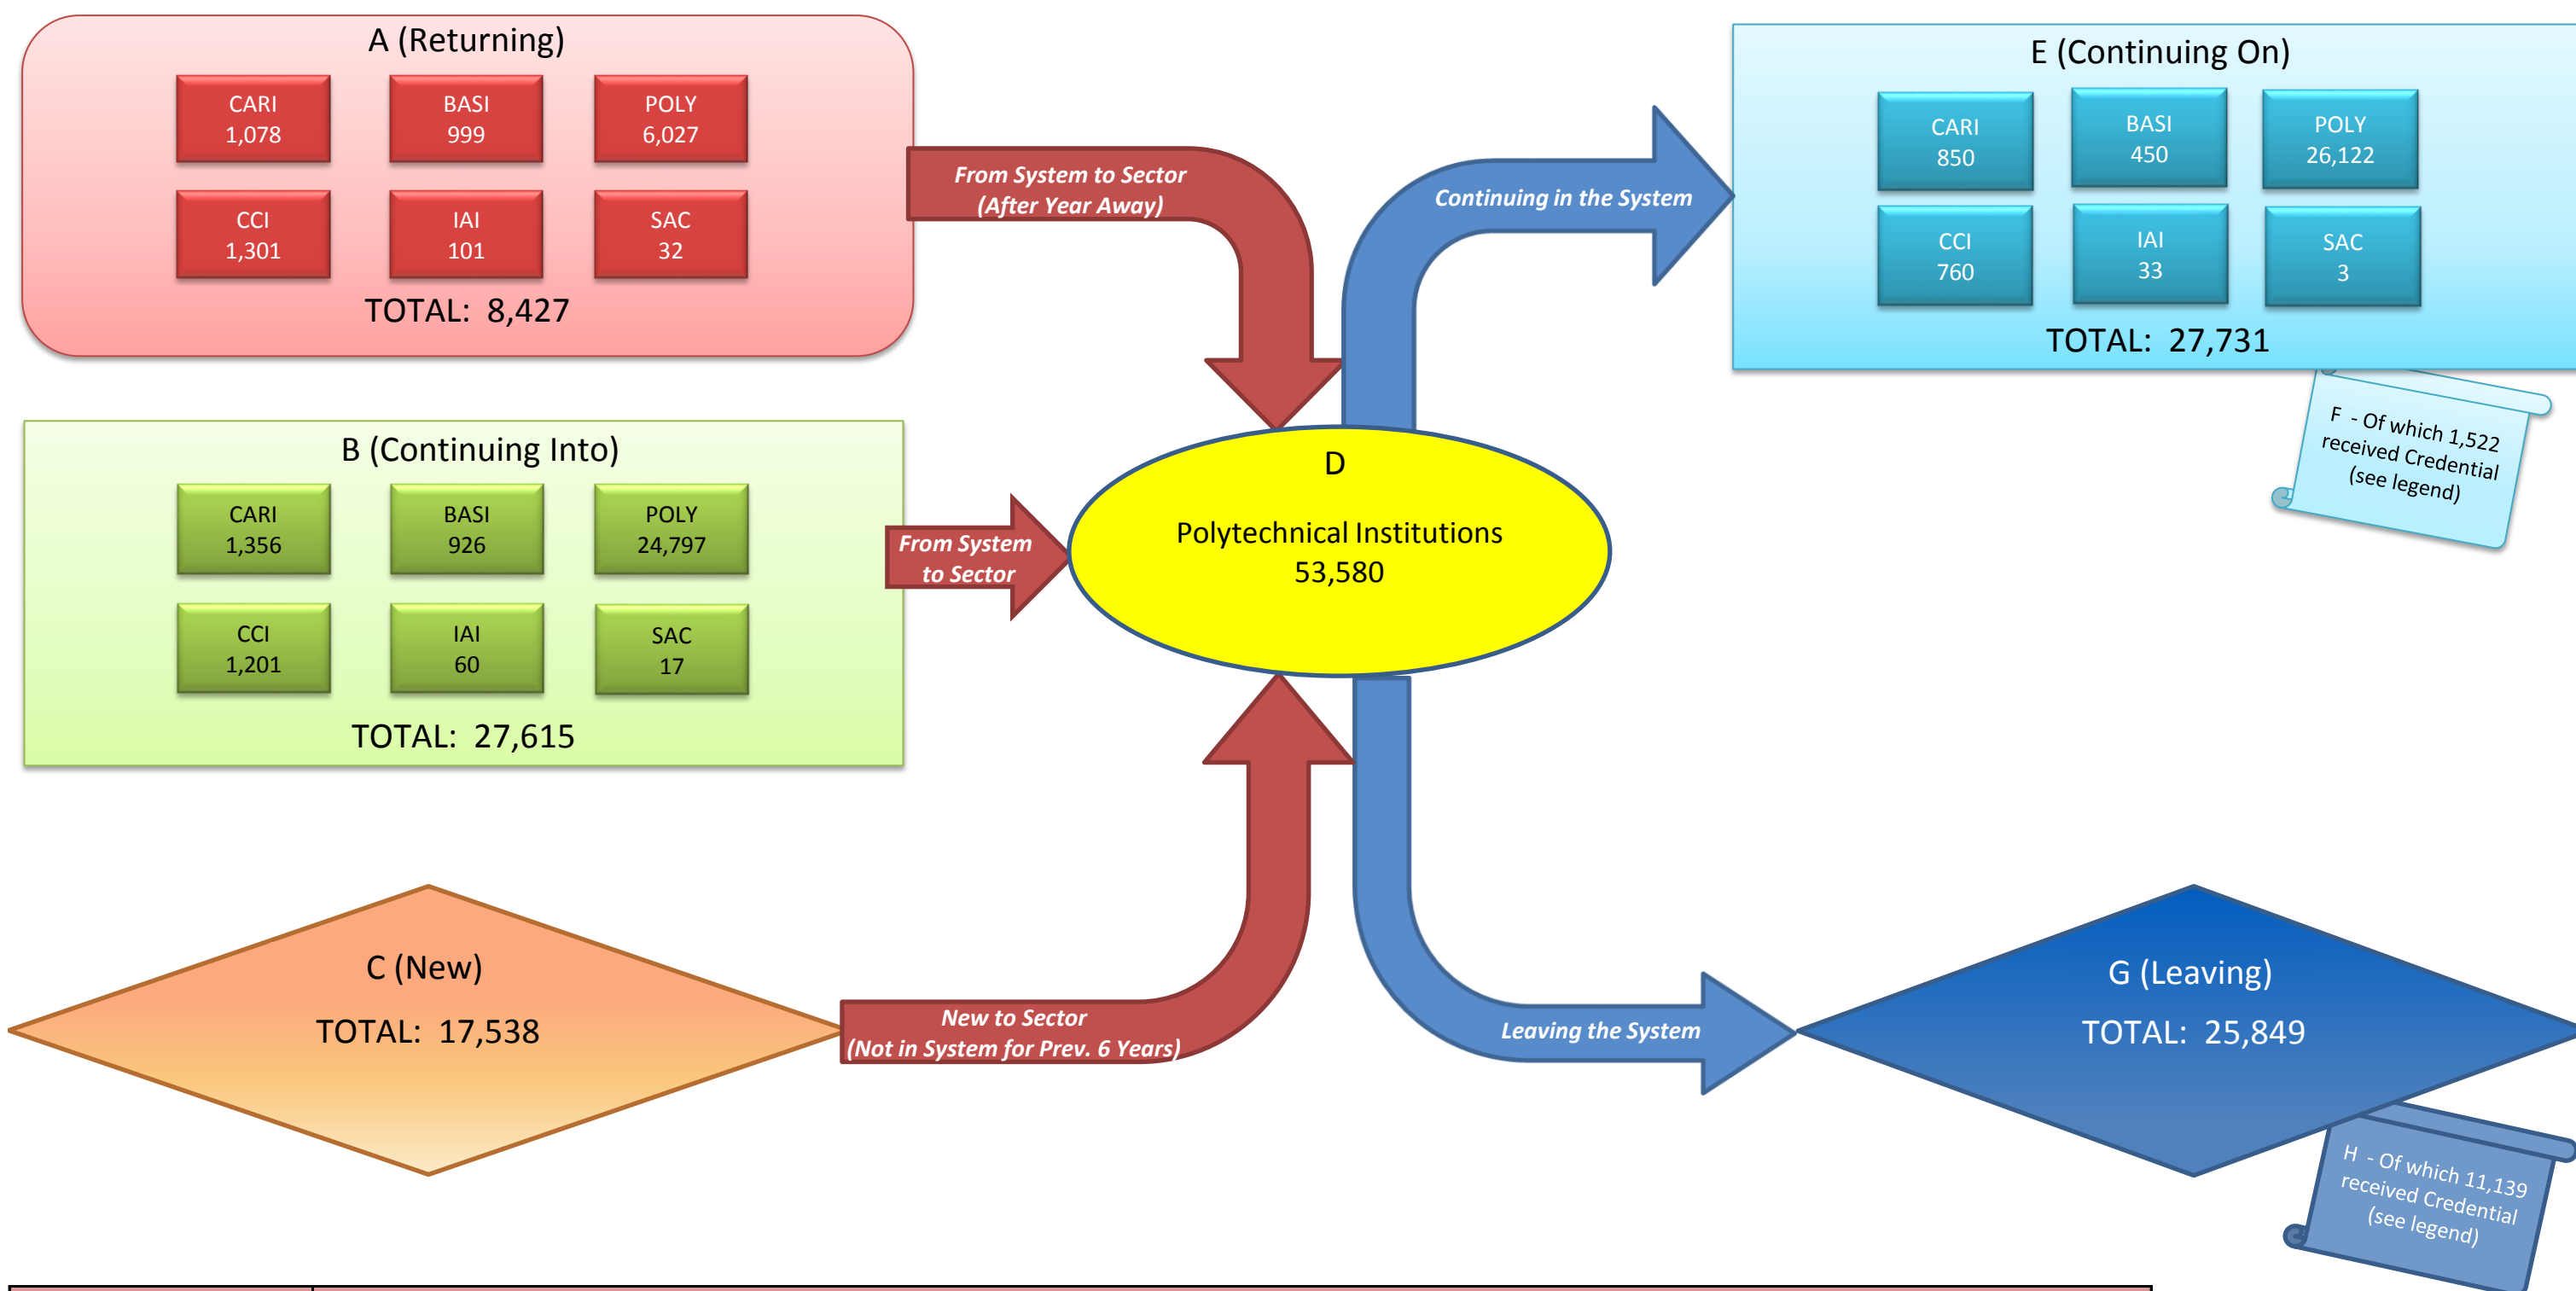 A (Returning)
CARI
1,078
BASI
999
POLY
6,027
CCI
1,301
IAI
101
SAC
32
TOTAL: 8,427
From System to Sector
(After Year Away)
Continuing in the System
E (Continuing On)
CARI
850
BASI
450
POLY
26,122
CCI
760
IAI
33
SAC
3
TOTAL: 27,731
F - Of which 1,522
received Credential
(see legend)
B (Continuing Into)
CARI
1,356
BASI
926
POLY
24,797
CCI
1,201
IAI
60
SAC
17
TOTAL: 27,615
From System
to Sector
D
Polytechnical Institutions
53,580
C (New)
TOTAL: 17,538
New to Sector
(Not in System for Prev. 6 Years)
Leaving the System
G (Leaving)
TOTAL: 25,849
H - Of which 11,139
received Credential
(see legend)